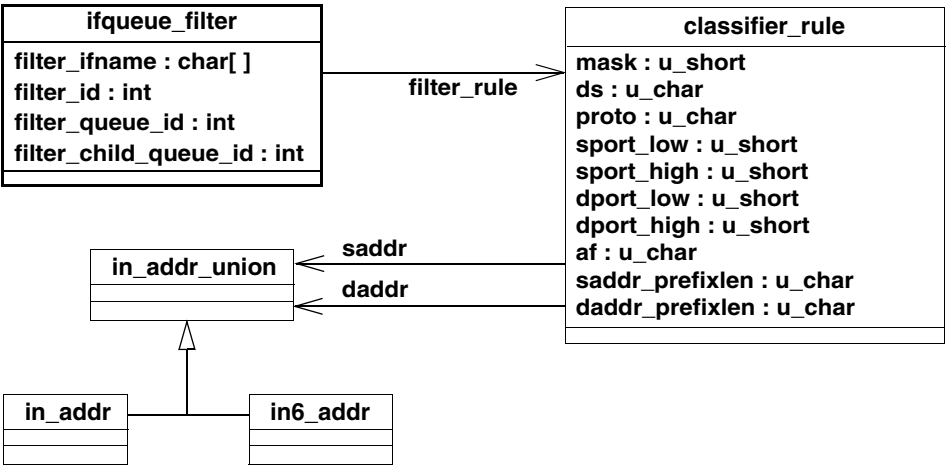 ifqueue_filter
filter_ifname : char[ ]
filter_id : int
filter_queue_id : int
filter_child_queue_id : int
filter_rule
classifier_rule
mask : u_short
ds : u_char
proto : u_char
sport_low : u_short
sport_high : u_short
dport_low : u_short
dport_high : u_short
af : u_char
saddr_prefixlen : u_char
daddr_prefixlen : u_char
saddr
daddr
in_addr_union
in_addr
in6_addr